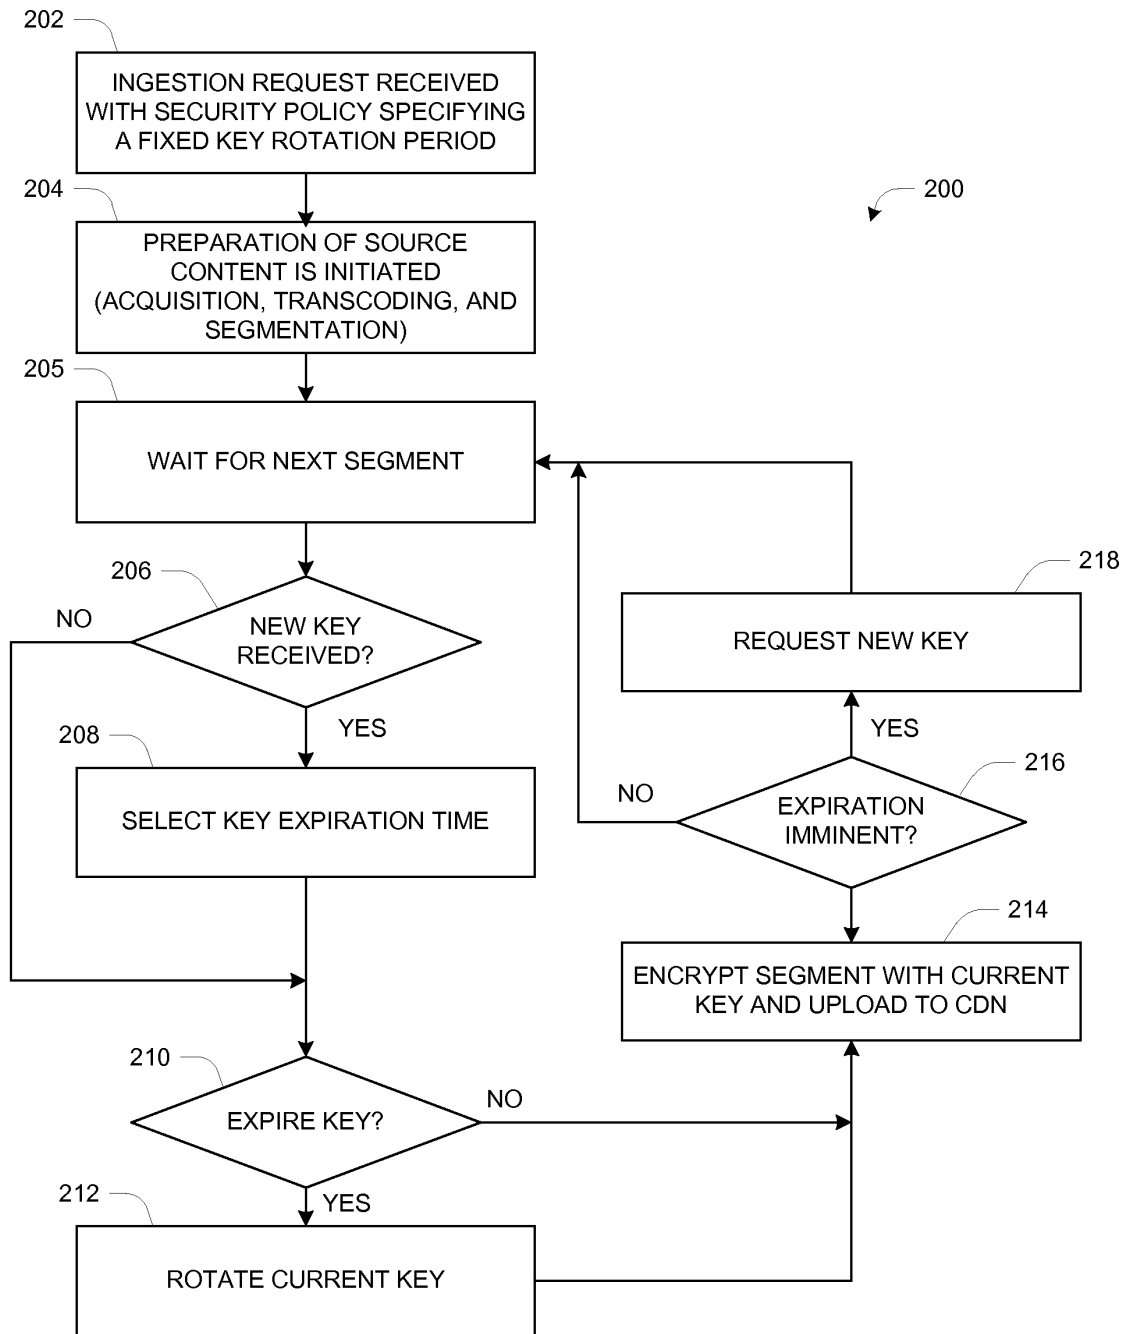 202
INGESTION REQUEST RECEIVED
WITH SECURITY POLICY SPECIFYING
A FIXED KEY ROTATION PERIOD
204
PREPARATION OF SOURCE
CONTENT IS INITIATED
(ACQUISITION, TRANSCODING, AND
SEGMENTATION)
200
205
WAIT FOR NEXT SEGMENT
206
NO
NEW KEY
RECEIVED?
YES
208
SELECT KEY EXPIRATION TIME
218
REQUEST NEW KEY
YES
216
NO
EXPIRATION
IMMINENT?
214
ENCRYPT SEGMENT WITH CURRENT
KEY AND UPLOAD TO CDN
210
EXPIRE KEY?
NO
YES
212
ROTATE CURRENT KEY